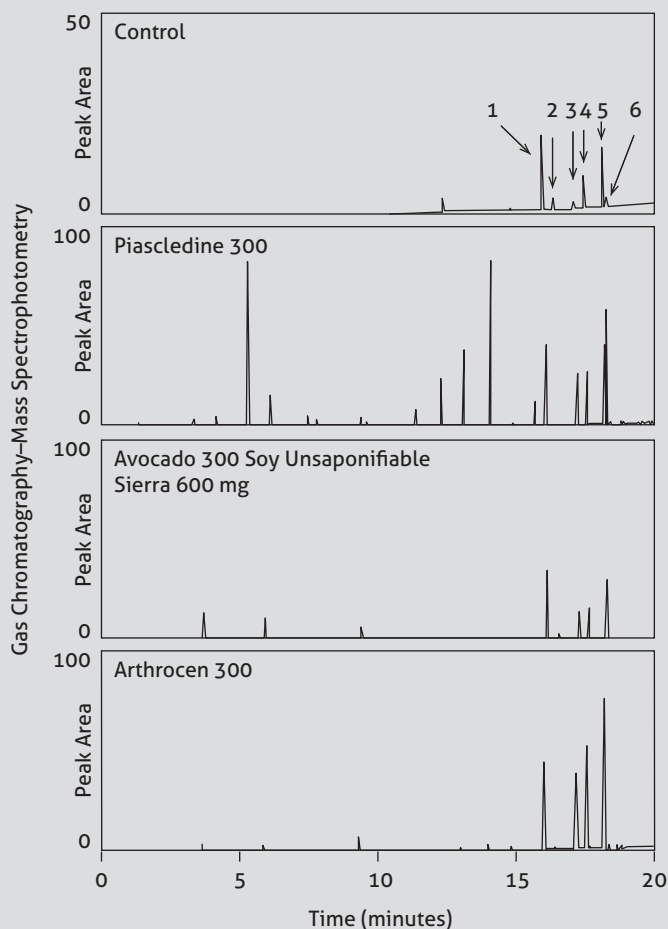 Gas Chromatography–Mass Spectrophotometry
50
Control
Peak Area
1 2 3 4 5 6
0
100
Piascledine 300
Peak Area
0
100
Avocado 300 Soy Unsaponifiable
Sierra 600 mg
Peak Area
0
100
Arthrocen 300
Peak Area
0
0 5 10 15 20
Time (minutes)